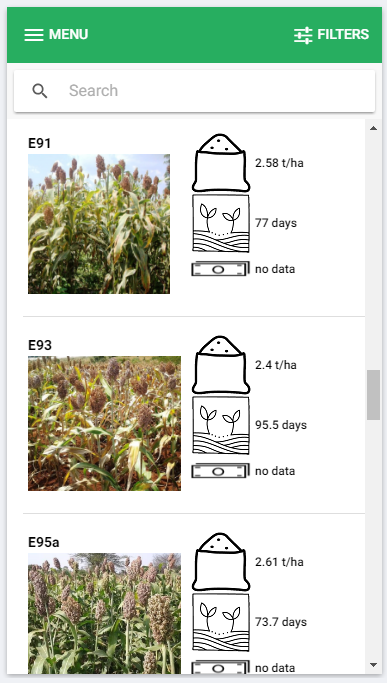 MENU
FILTERS
Search
E91
2.58 t/ha
77 days
no data
E93
2.4 t/ha
95.5 days
no data
E95a
2.61 t/ha
73.7 days
no data